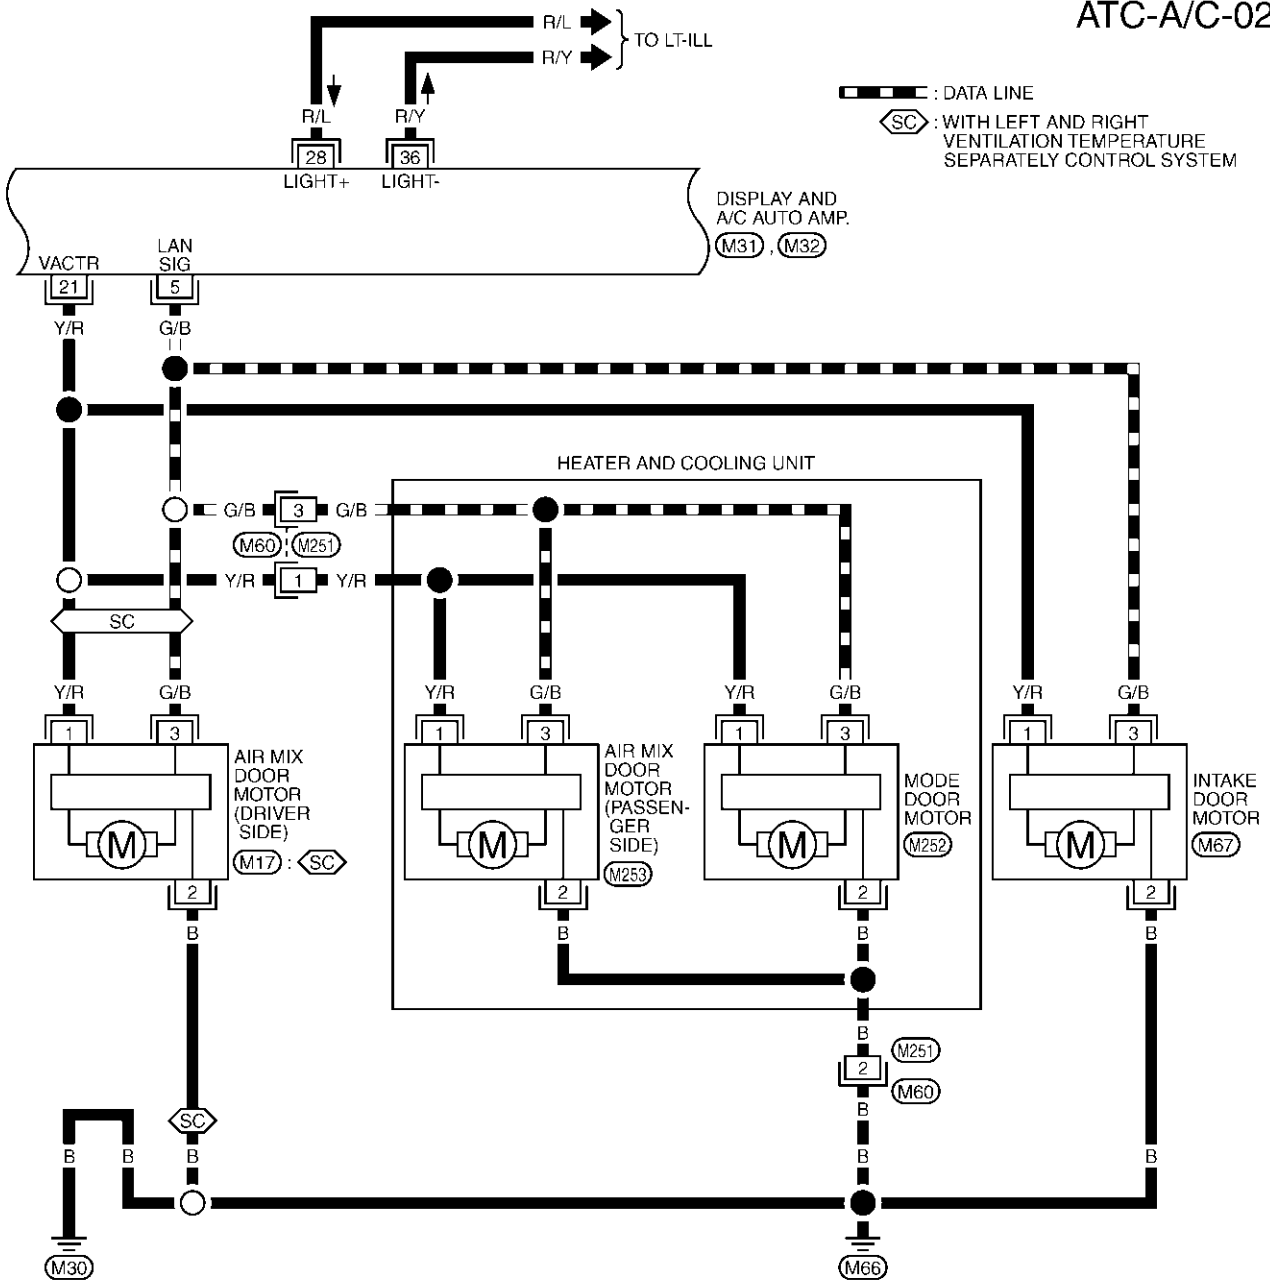 ATC-A/C-02
R/L
TO LT-ILL
R/Y
: DATA LINE
SC : WITH LEFT AND RIGHT
VENTILATION TEMPERATURE
SEPARATELY CONTROL SYSTEM
R/L R/Y
28 36
LIGHT+ LIGHT-
DISPLAY AND
A/C AUTO AMP.
M31 , M32
VACTR LAN
SIG
21 5
Y/R G/B
HEATER AND COOLING UNIT
G/B 3 G/B
M60 M251
Y/R 1 Y/R
SC
Y/R G/B Y/R G/B Y/R G/B Y/R G/B
1 3 1 3 1 3 1 3
AIR MIX
DOOR
MOTOR
(DRIVER
SIDE)
M17 : SC
AIR MIX
DOOR
MOTOR
(PASSEN-
GER
SIDE)
M253
MODE
DOOR
MOTOR
M252
INTAKE
DOOR
MOTOR
M67
M M M M
2 2 2 2
B B B B
B M251
2
M60
B
SC
B B B B B
M30 M66